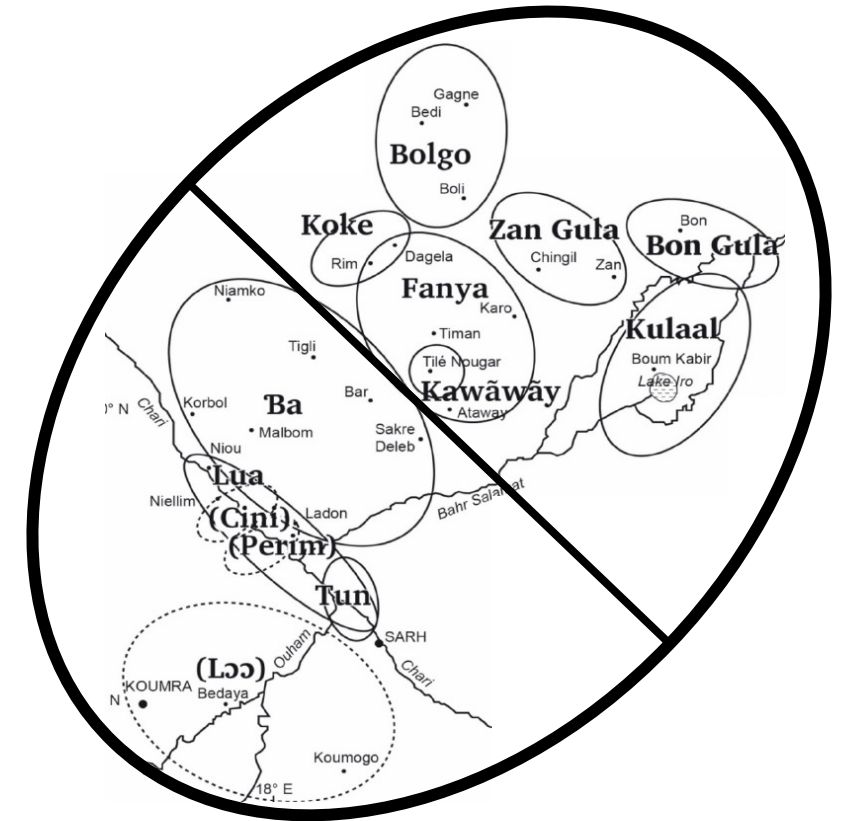 Gagne
Bedi
Bolgo
Boli
Koke
Zan Gula
Bon
Bon Gula
Rim
Dagela
Chingil
Zan
Fanya
Niamko
Karo
Kulaal
Timan
Tigli
Tilé Nougar
Boum Kabir
Lake Iro
Bar
Kawãwãy
Ataway
0° N
Chari
Korbol
Ɓa
Malbom
Sakre
Deleb
Niou
Lua
Niellim
Bahr Salamat
(Cini)
Ladon
(Perim)
Tun
SARH
Ouham
Chari
(Lɔɔ)
KOUMRA
Bedaya
N
Koumogo
18° E